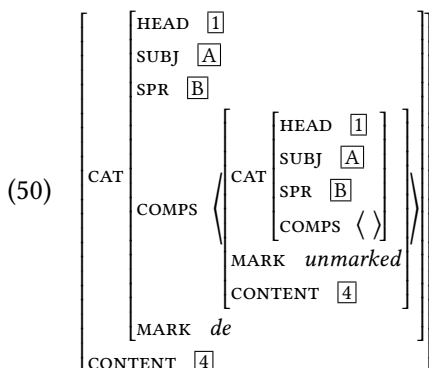 HEAD 1
SUBJ A
SPR B
HEAD 1
SUBJ A
(50) CAT COMPS ⟨ CAT SPR B ⟩
COMPS ⟨ ⟩
MARK unmarked
CONTENT 4
MARK de
CONTENT 4